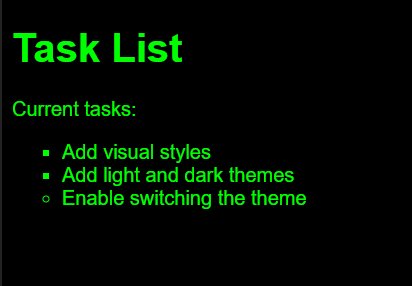 Task List
Current tasks:
Add visual styles
Add light and dark themes
Enable switching the theme